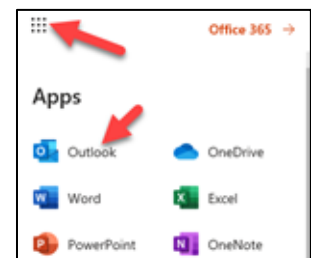 Office 365 →
Apps
Outlook OneDrive
Word Excel
PowerPoint OneNote